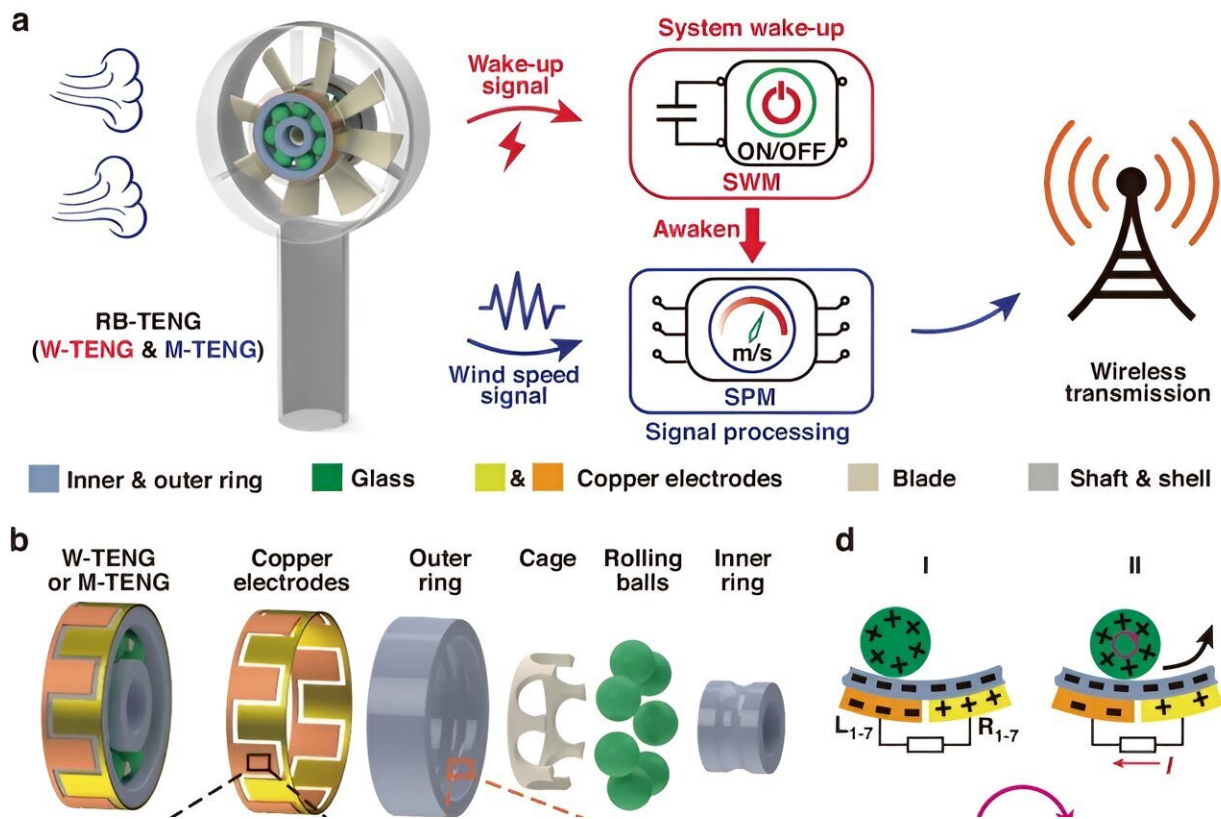 a
System wake-up
Wake-up
signal
ON/OFF
SWM
Awaken
RB-TENG
(W-TENG & M-TENG)
Wind speed
signal
m/s
SPM
Signal processing
Wireless
transmission
Inner & outer ring
Glass
&
Copper electrodes
Blade
Shaft & shell
b
W-TENG
or M-TENG
Copper
electrodes
Outer
ring
Cage
Rolling
balls
Inner
ring
d
I
II
L1-7
R1-7
I